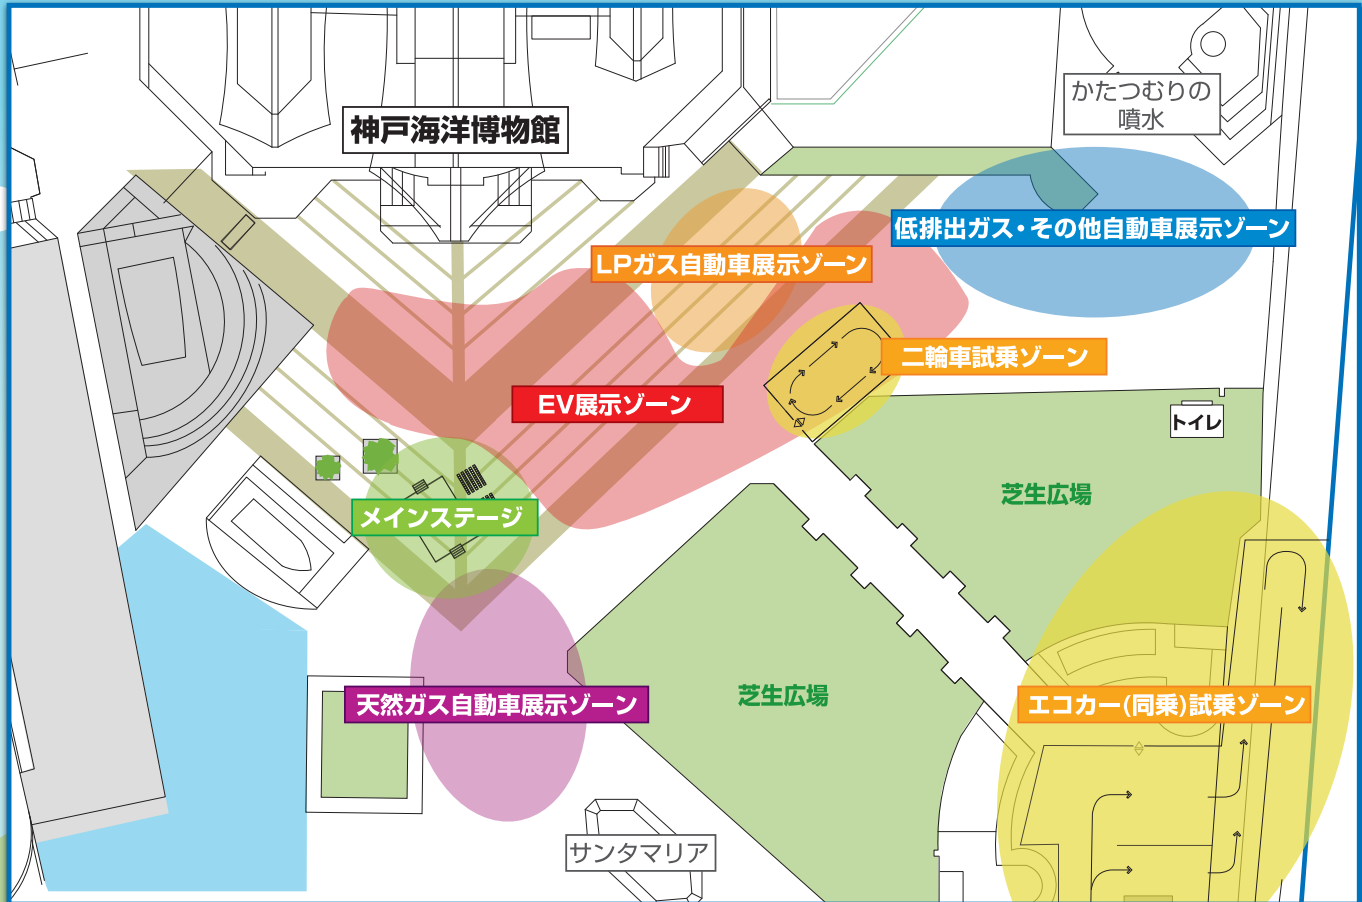 かたつむりの
噴水
神戸海洋博物館
低排出ガス・その他自動車展示ゾーン
LPガス自動車展示ゾーン
二輪車試乗ゾーン
EV展示ゾーン
トイレ
芝生広場
メインステージ
芝生広場
天然ガス自動車展示ゾーン
エコカー(同乗)試乗ゾーン
サンタマリア